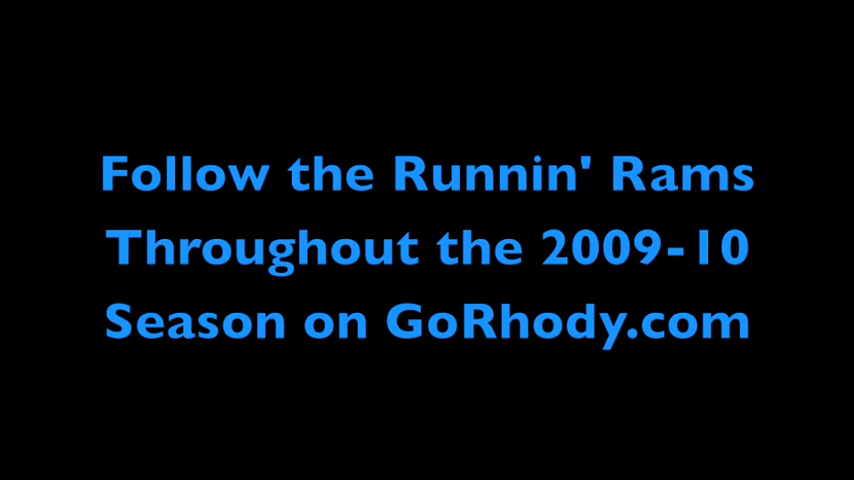 Follow the Runnin' Rams
Throughout the 2009-10
Season on GoRhody.com